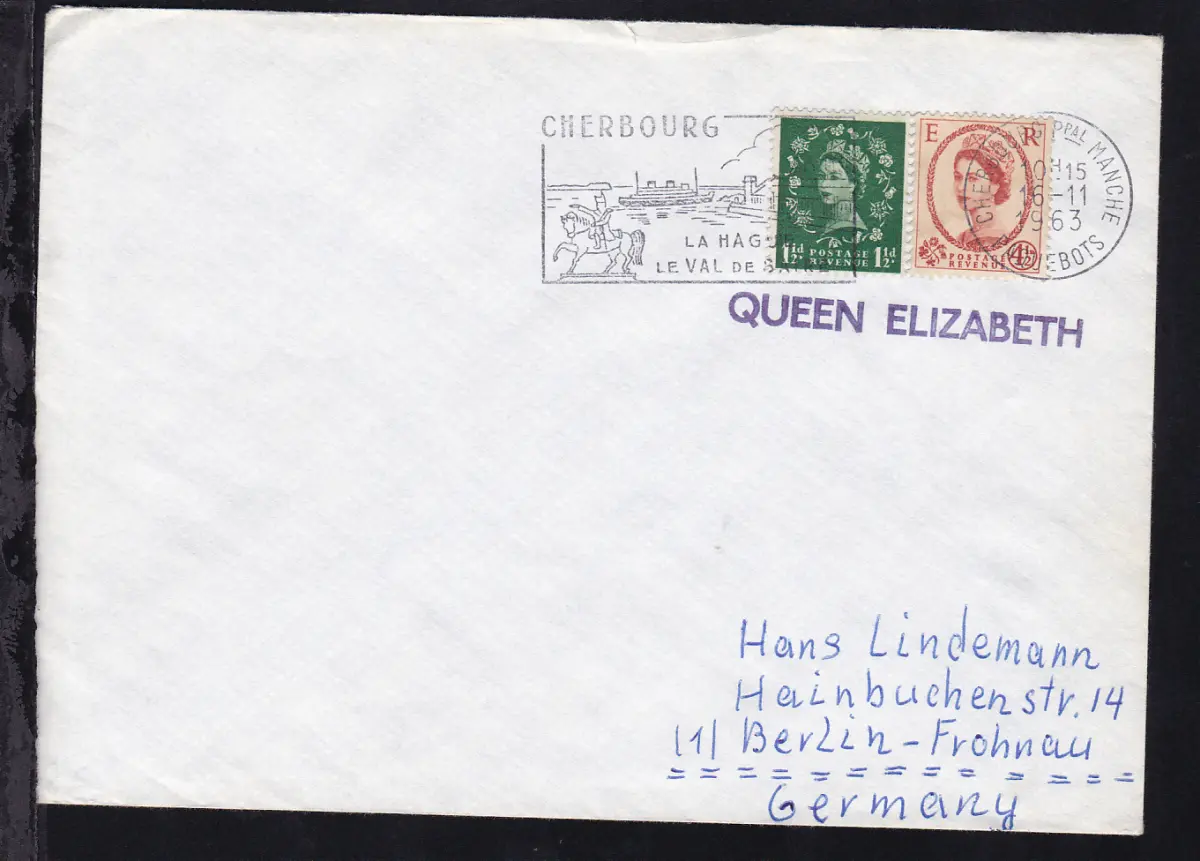 CHERBOURG
LA HAGUE
LE VAL DE SAIRE
1½d POSTAGE REVENUE 1½d
E R
POSTAGE REVENUE 4½d
CHERBOURG PPAL MANCHE
10H15
16-11
1963
PAQUEBOTS
QUEEN ELIZABETH
Hans Lindemann
Hainbuchenstr. 14
(1) Berlin-Frohnau
Germany